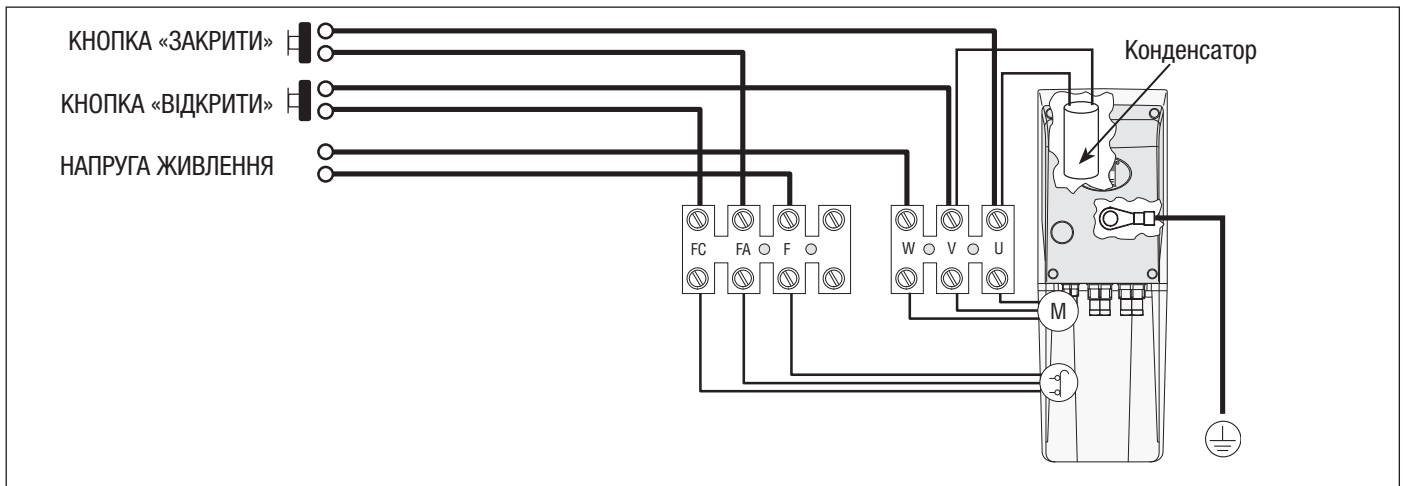 КНОПКА «ЗАКРИТИ»
Конденсатор
КНОПКА «ВІДКРИТИ»
НАПРУГА ЖИВЛЕННЯ
FC FA F W V U
M